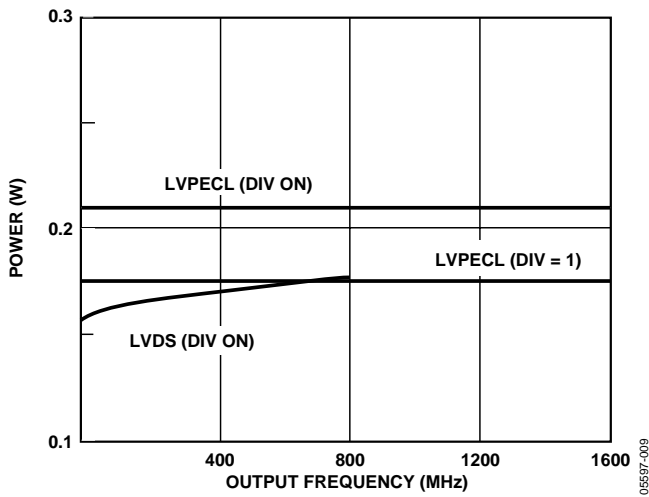 0.3
LVPECL (DIV ON)
POWER (W)
0.2
LVPECL (DIV = 1)
LVDS (DIV ON)
0.1
400
800
1200
1600
OUTPUT FREQUENCY (MHz)
05597-009